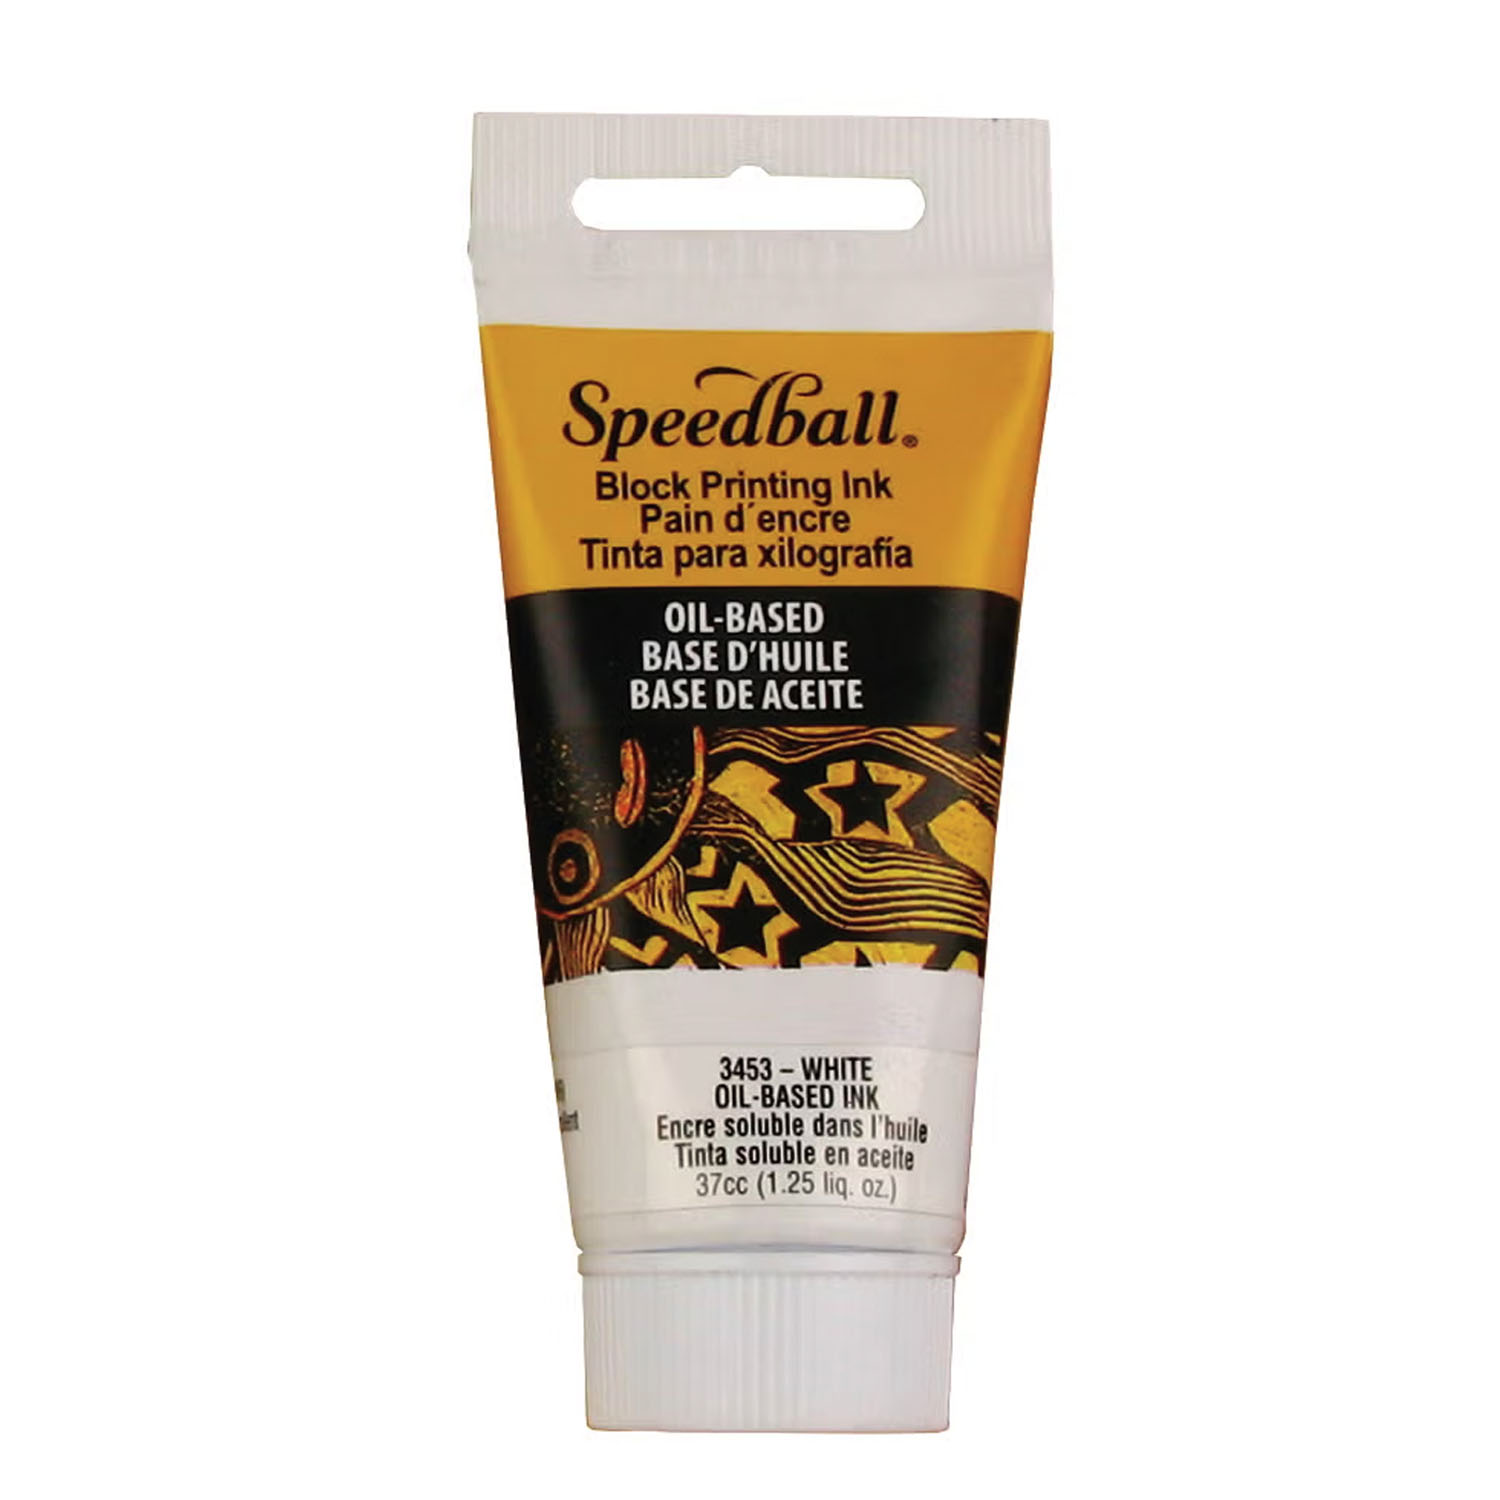 Speedball®
Block Printing Ink
Pain d´encre
Tinta para xilografía
OIL-BASED
BASE D'HUILE
BASE DE ACEITE
3453 – WHITE
OIL-BASED INK
Encre soluble dans l'huile
Tinta soluble en aceite
37cc (1.25 liq. oz.)